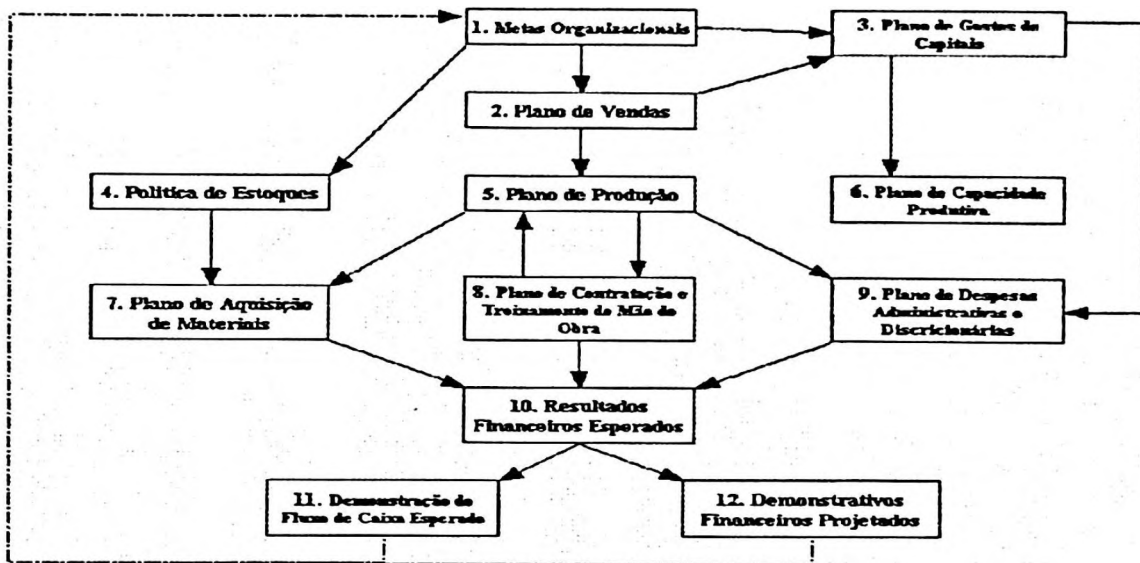 1. Metas Organizacionais
3. Plano de Gastos de
Capitais
2. Plano de Vendas
4. Política de Estoques
5. Plano de Produção
6. Plano de Capacidade
Produtiva
7. Plano de Aquisição
de Materiais
8. Plano de Contratação e
Treinamento de Mão de
Obra
9. Plano de Despesas
Administrativas e
Discricionárias
10. Resultados
Financeiros Esperados
11. Demonstração de
Fluxo de Caixa Esperado
12. Demonstrativos
Financeiros Projetados